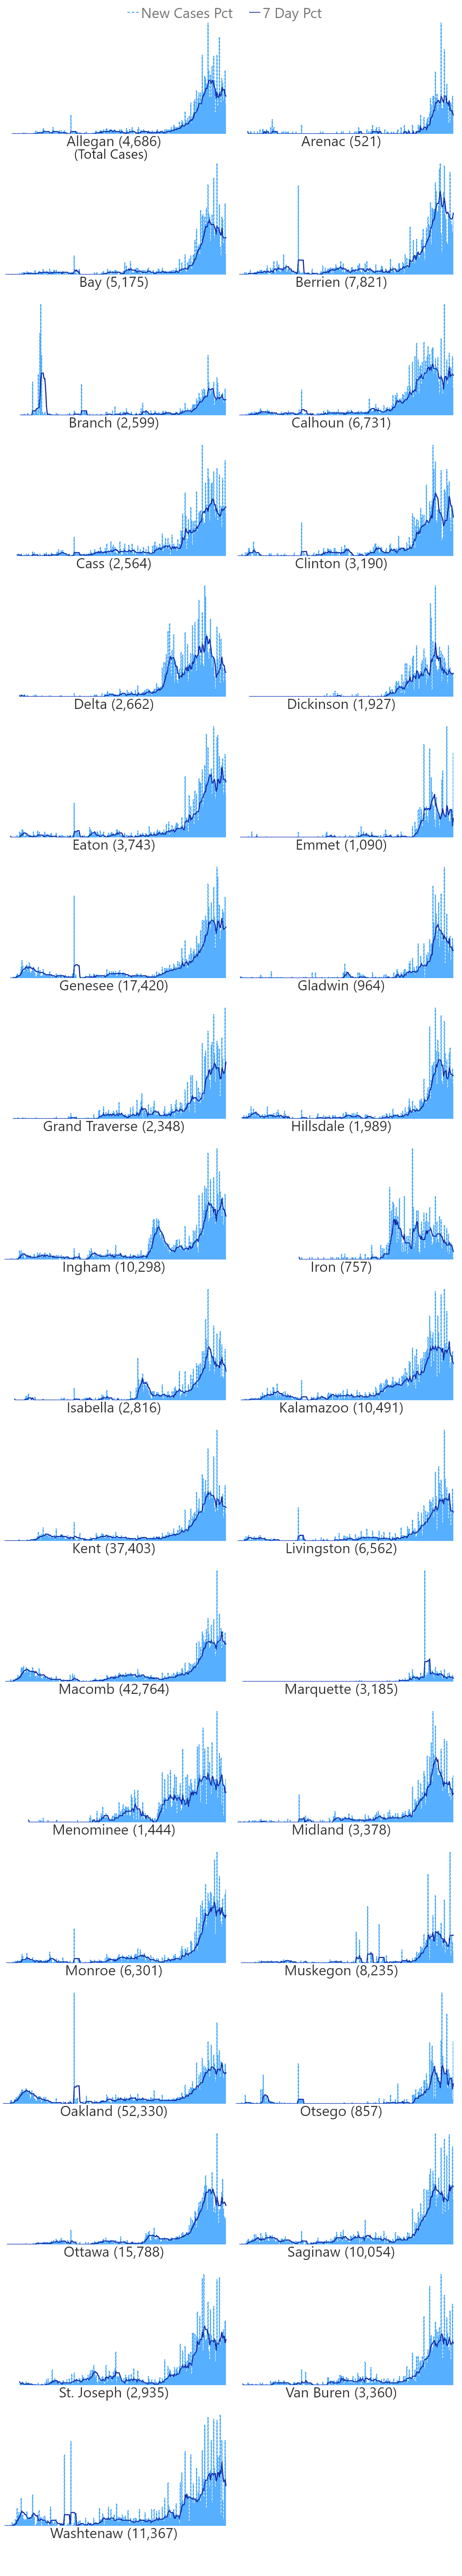 New Cases Pct 7 Day Pct
Allegan (4,686) Arenac (521)
(Total Cases)
Bay (5,175) Berrien (7,821)
Branch (2,599) Calhoun (6,731)
Cass (2,564) Clinton (3,190)
Delta (2,662) Dickinson (1,927)
Eaton (3,743) Emmet (1,090)
Genesee (17,420) Gladwin (964)
Grand Traverse (2,348) Hillsdale (1,989)
Ingham (10,298) Iron (757)
Isabella (2,816) Kalamazoo (10,491)
Kent (37,403) Livingston (6,562)
Macomb (42,764) Marquette (3,185)
Menominee (1,444) Midland (3,378)
Monroe (6,301) Muskegon (8,235)
Oakland (52,330) Otsego (857)
Ottawa (15,788) Saginaw (10,054)
St. Joseph (2,935) Van Buren (3,360)
Washtenaw (11,367)